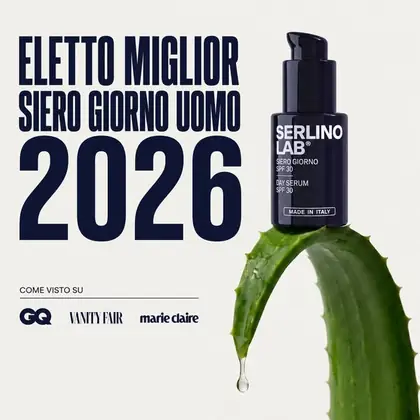 ELETTO MIGLIOR
SIERO GIORNO UOMO
2026
SERLINO
LAB®
SIERO GIORNO
SPF 30
DAY SERUM
SPF 30
MADE IN ITALY
COME VISTO SU
GQ VANITY FAIR marie claire